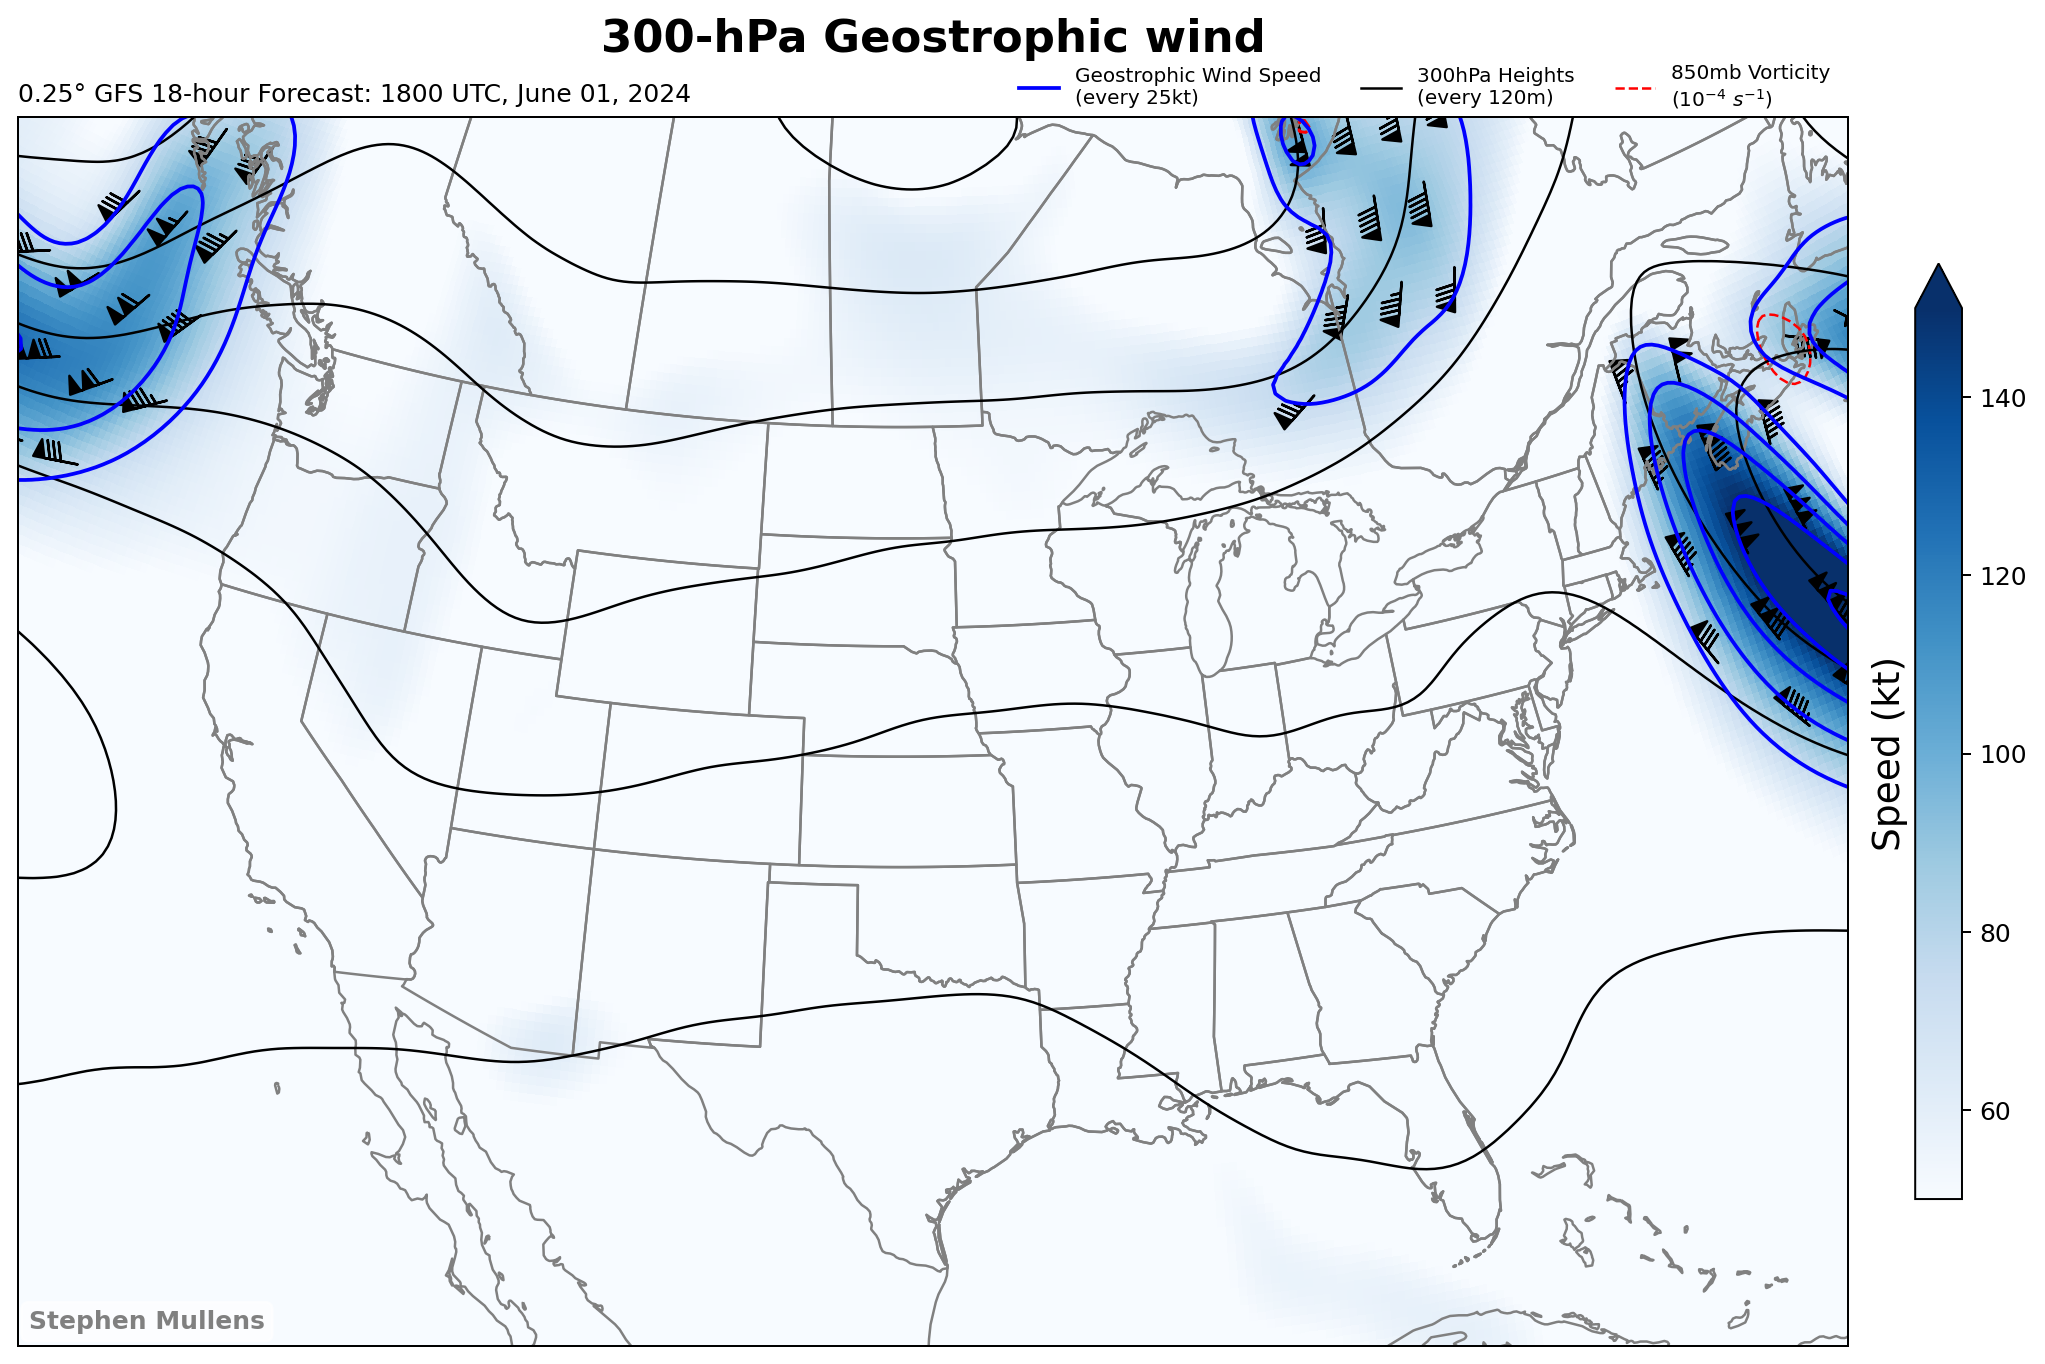 300-hPa Geostrophic wind
0.25° GFS 18-hour Forecast: 1800 UTC, June 01, 2024
Geostrophic Wind Speed
(every 25kt)
300hPa Heights
(every 120m)
850mb Vorticity
(10⁻⁴ s⁻¹)
140
120
100
80
60
Speed (kt)
Stephen Mullens